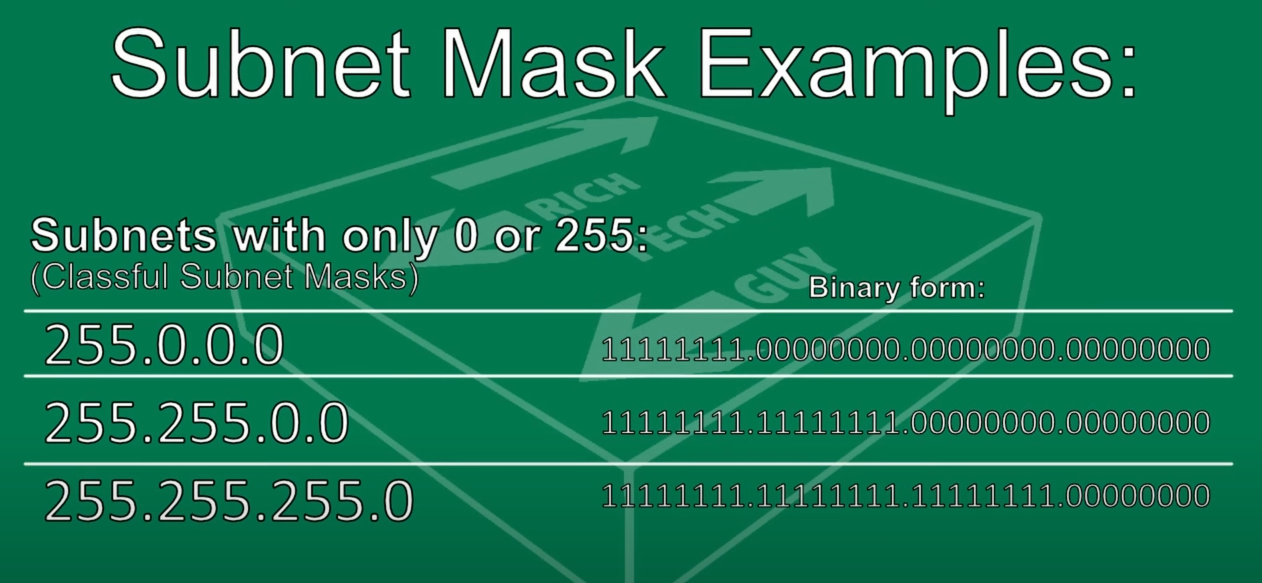 Subnet Mask Examples:
RICH
TECH
GUY
Subnets with only 0 or 255:
(Classful Subnet Masks)
Binary form:
255.0.0.0 11111111.00000000.00000000.00000000
255.255.0.0 11111111.11111111.00000000.00000000
255.255.255.0 11111111.11111111.11111111.00000000